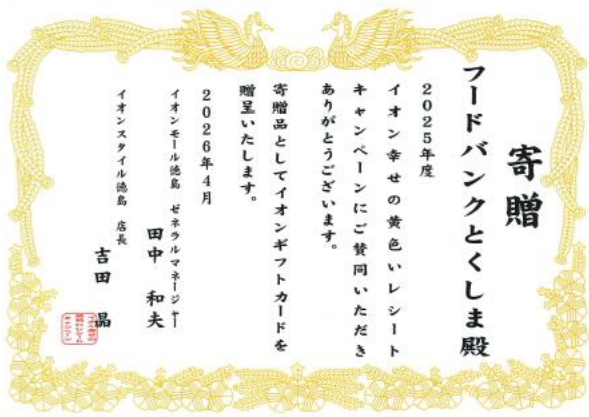 寄贈
フードバンクとくしま殿
2025年度
イオン幸せの黄色いレシート
キャンペーンにご賛同いただき
ありがとうございます。
寄贈品としてイオンギフトカードを
贈呈いたします。
2026年4月
イオンモール徳島 ゼネラルマネージャー
田中 和夫
イオンスタイル徳島 店長
吉田 晶